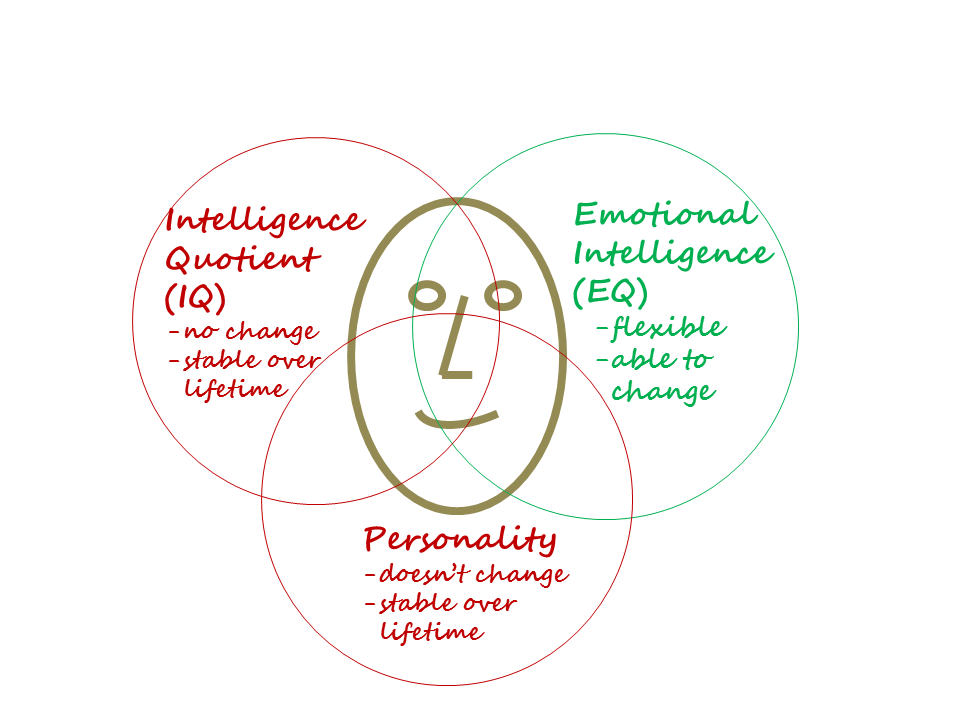 Intelligence
Quotient
(IQ)
-no change
-stable over
lifetime
Emotional
Intelligence
(EQ)
-flexible
-able to
change
Personality
-doesn't change
-stable over
lifetime